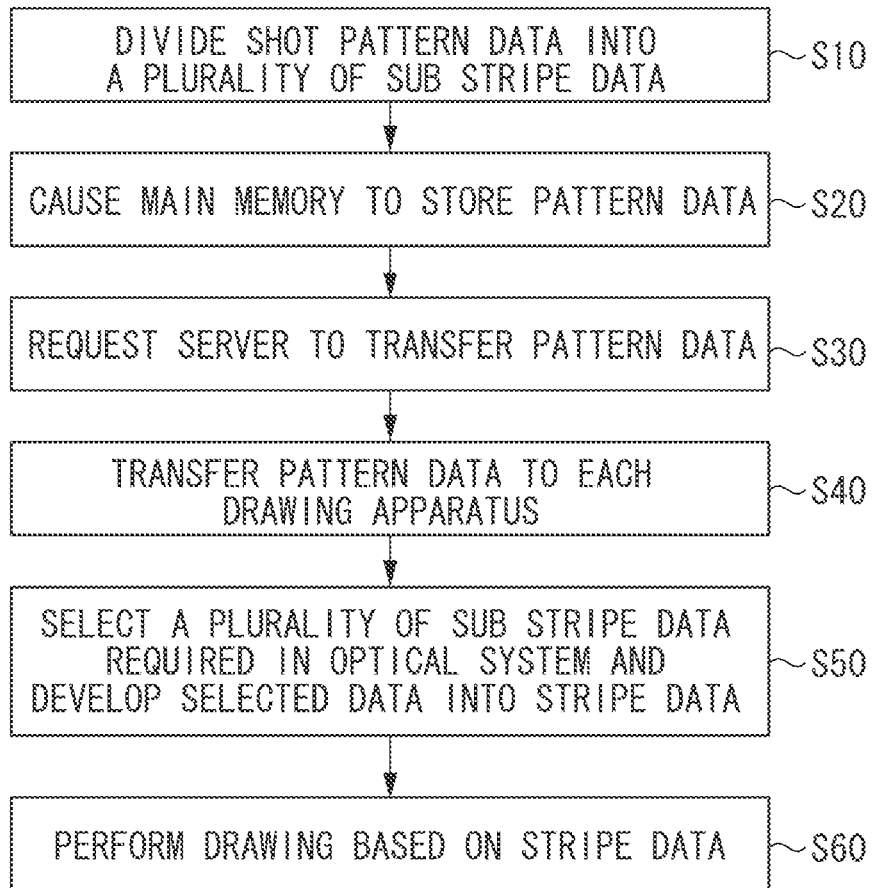 DIVIDE SHOT PATTERN DATA INTO
A PLURALITY OF SUB STRIPE DATA
S10
CAUSE MAIN MEMORY TO STORE PATTERN DATA
S20
REQUEST SERVER TO TRANSFER PATTERN DATA
S30
TRANSFER PATTERN DATA TO EACH
DRAWING APPARATUS
S40
SELECT A PLURALITY OF SUB STRIPE DATA
REQUIRED IN OPTICAL SYSTEM AND
DEVELOP SELECTED DATA INTO STRIPE DATA
S50
PERFORM DRAWING BASED ON STRIPE DATA
S60